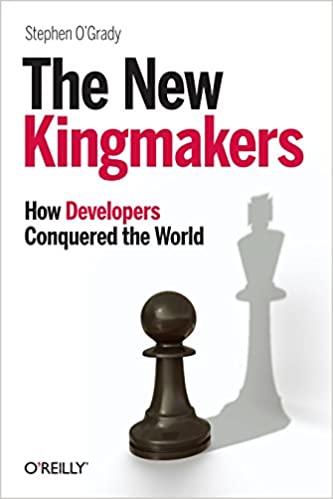 Stephen O'Grady
The New
Kingmakers
How Developers
Conquered the World
O'REILLY®